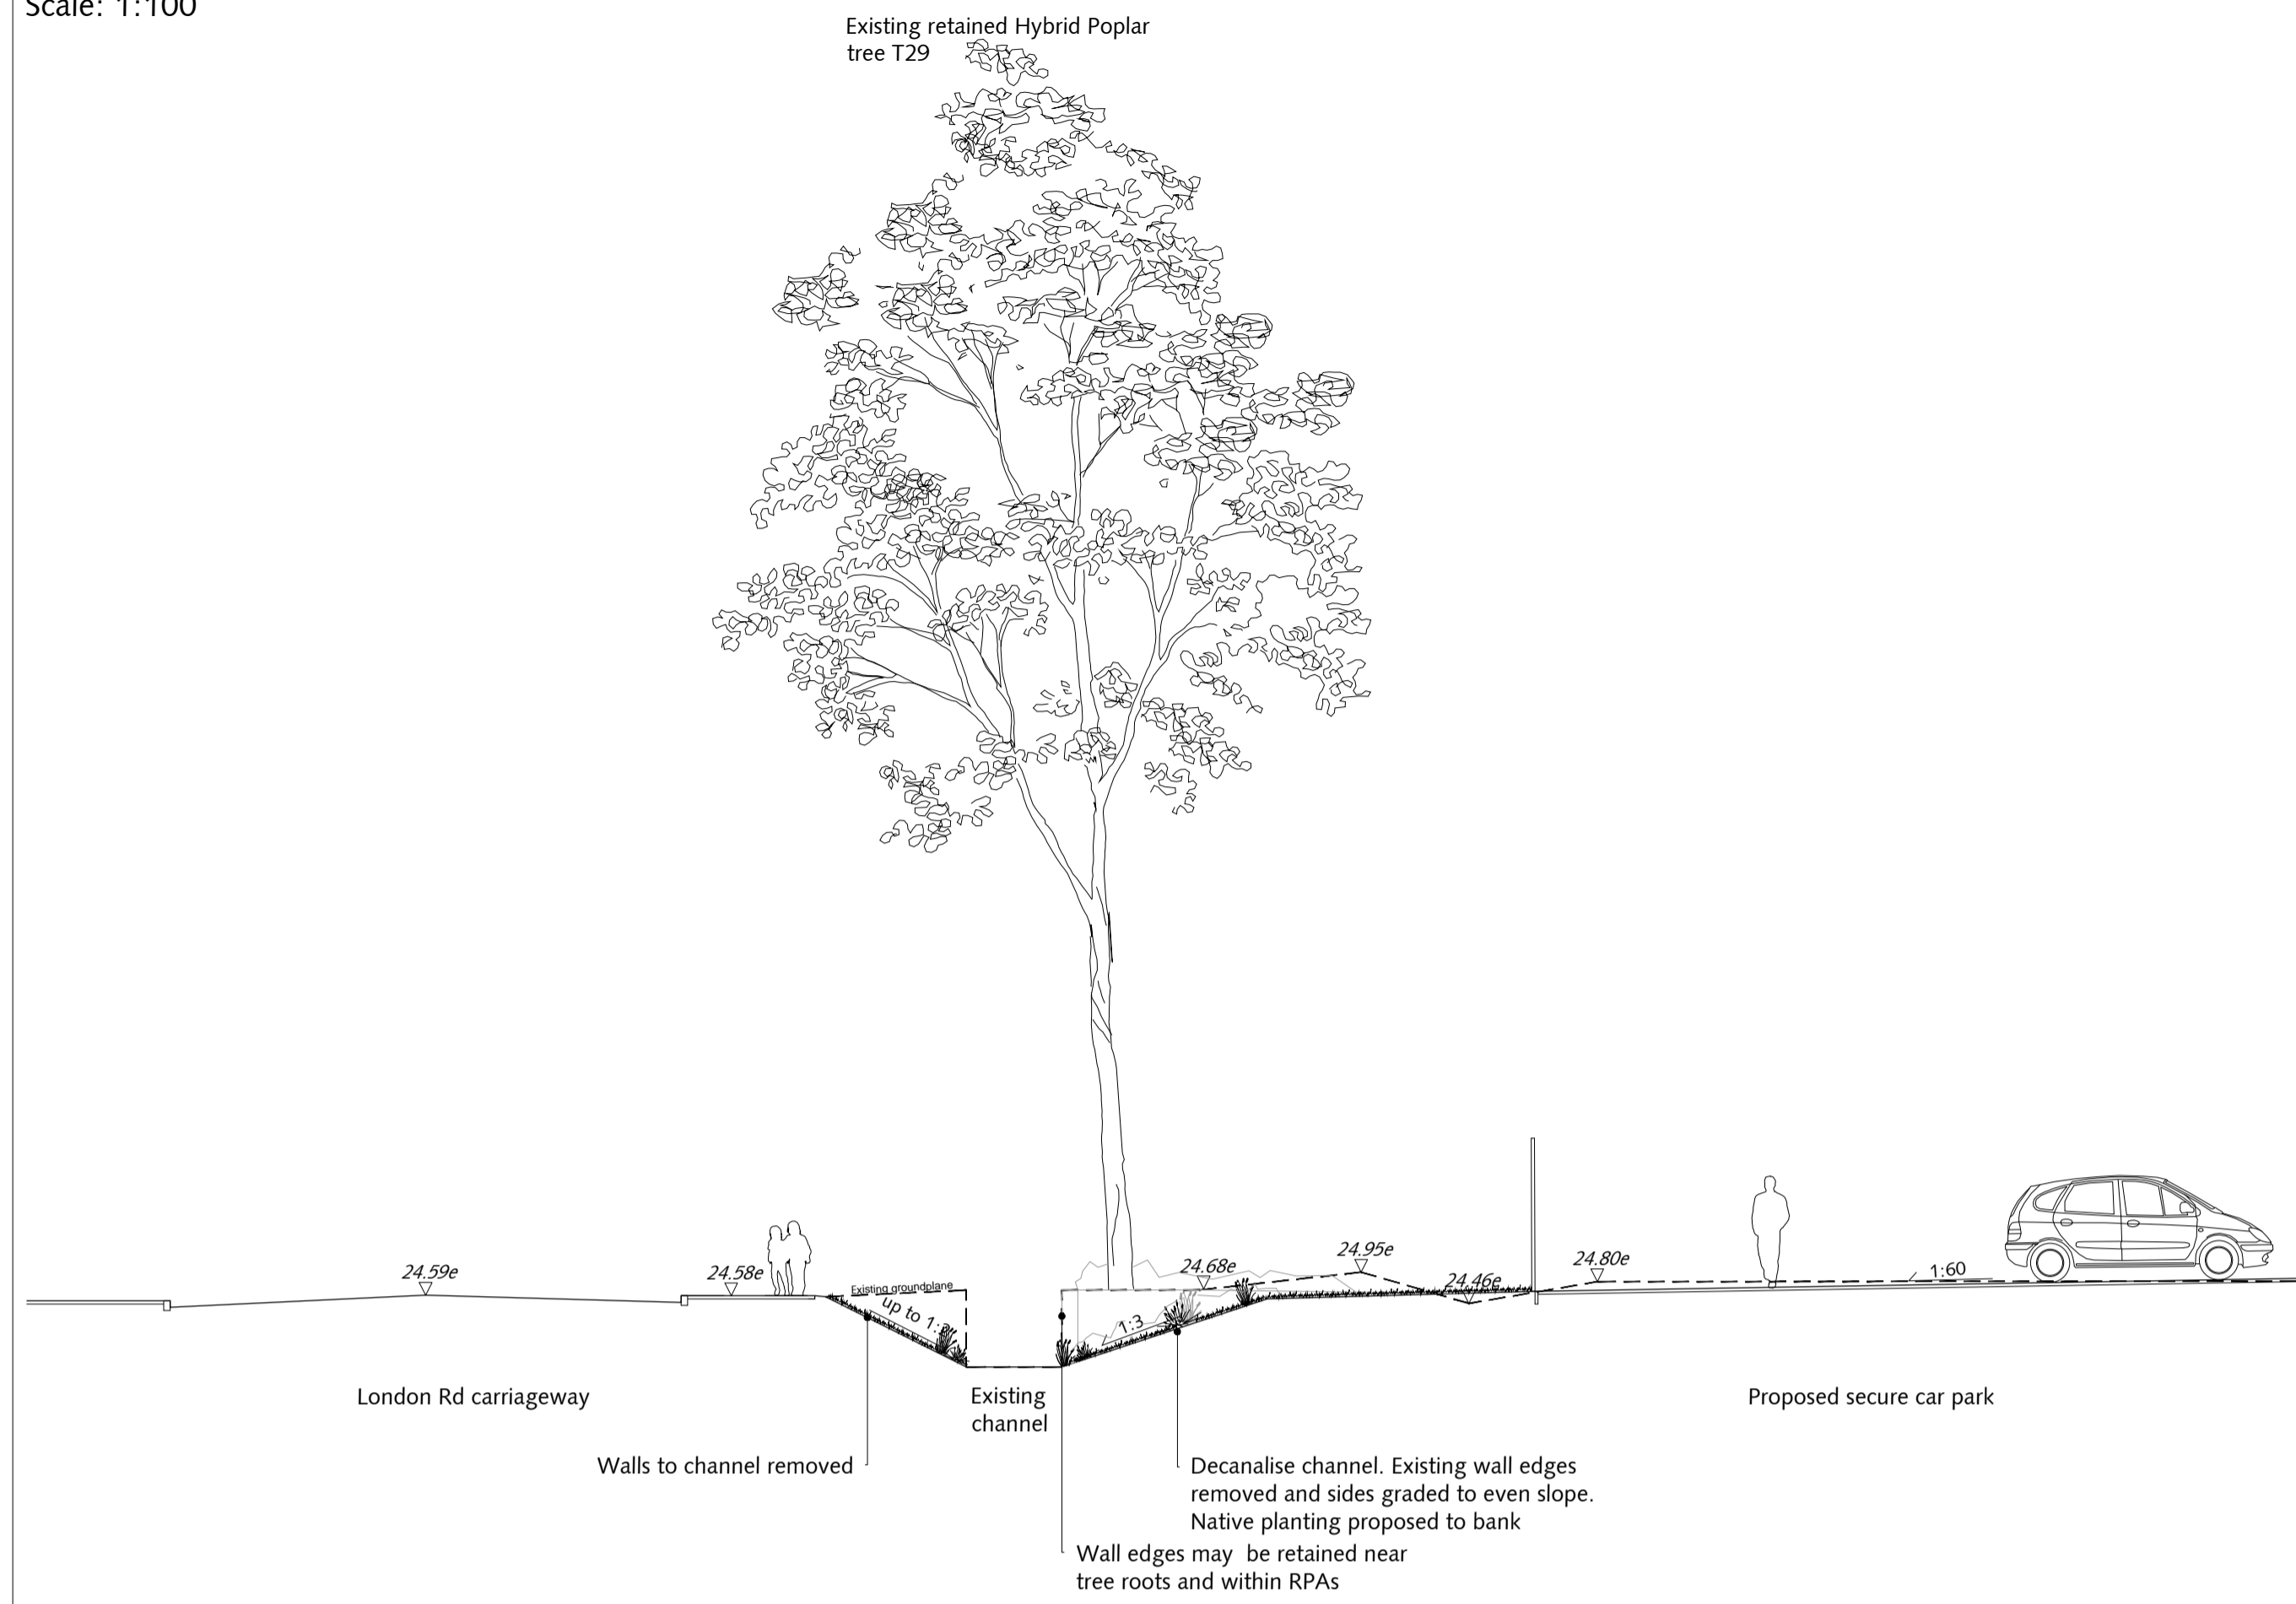 Scale: 1:100
Existing retained Hybrid Poplar
tree T29
24.59e
24.58e
Existing groundplane
up to 1:
24.68e
24.95e
24.46e
24.80e
1:60
1:3
London Rd carriageway
Existing
channel
Proposed secure car park
Walls to channel removed
Decanalise channel. Existing wall edges
removed and sides graded to even slope.
Native planting proposed to bank
Wall edges may be retained near
tree roots and within RPAs